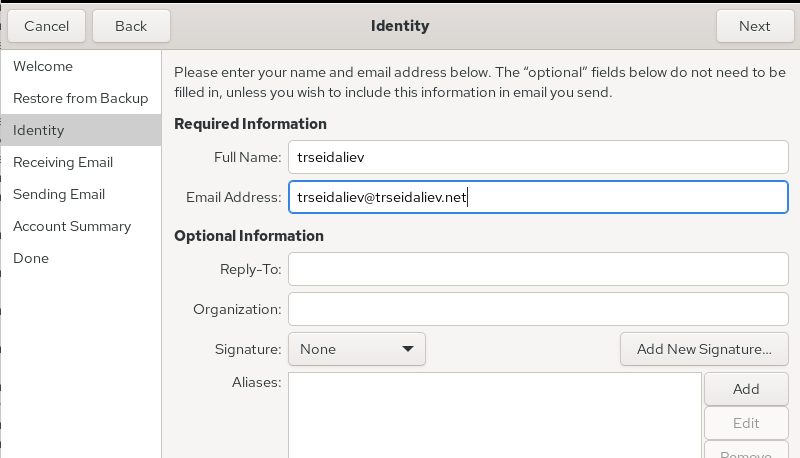 Cancel Back Identity Next
Welcome
Restore from Backup
Identity
Receiving Email
Sending Email
Account Summary
Done
Please enter your name and email address below. The “optional” fields below do not need to be
filled in, unless you wish to include this information in email you send.
Required Information
Full Name: trseidaliev
Email Address: trseidaliev@trseidaliev.net
Optional Information
Reply-To:
Organization:
Signature: None Add New Signature...
Aliases: Add
Edit
Remove